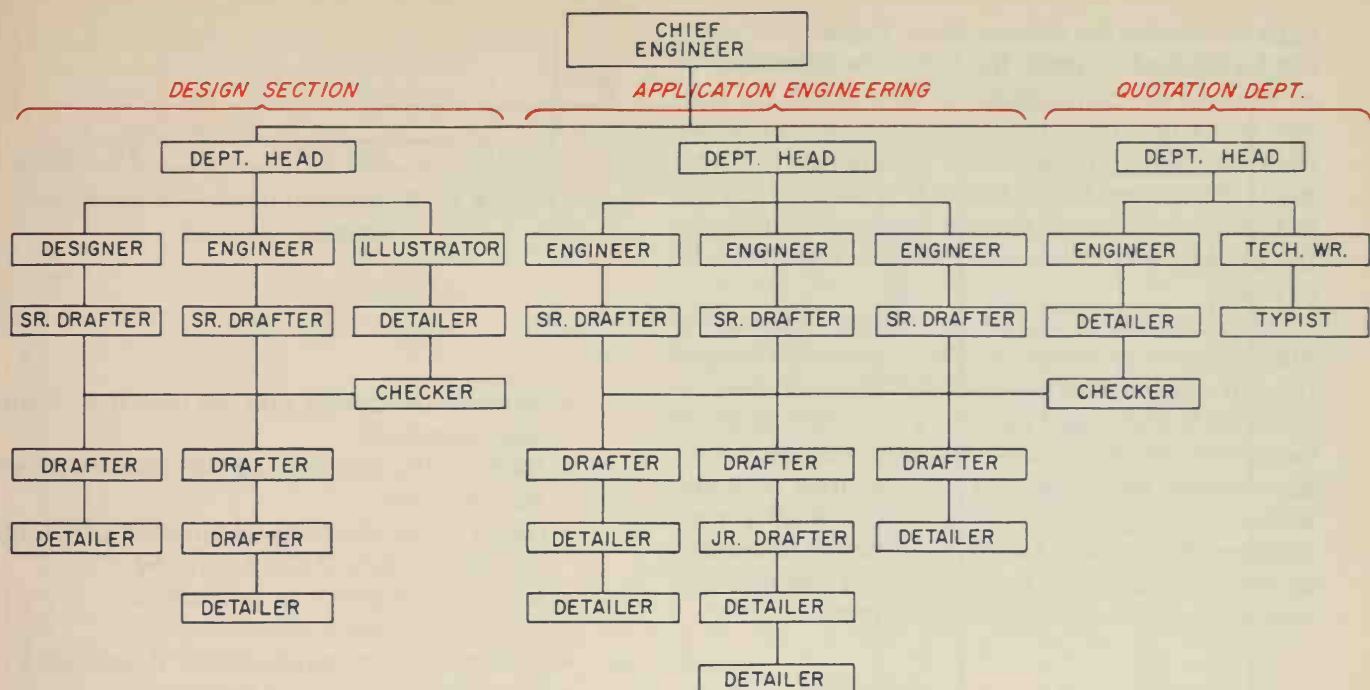 CHIEF
ENGINEER
DESIGN SECTION
APPLICATION ENGINEERING
QUOTATION DEPT.
DEPT. HEAD
DEPT. HEAD
DEPT. HEAD
DESIGNER
ENGINEER
ILLUSTRATOR
ENGINEER
ENGINEER
ENGINEER
ENGINEER
TECH. WR.
SR. DRAFTER
SR. DRAFTER
DETAILER
SR. DRAFTER
SR. DRAFTER
SR. DRAFTER
DETAILER
TYPIST
CHECKER
CHECKER
DRAFTER
DRAFTER
DRAFTER
DRAFTER
DRAFTER
DETAILER
DRAFTER
DETAILER
JR. DRAFTER
DETAILER
DETAILER
DETAILER
DETAILER
DETAILER